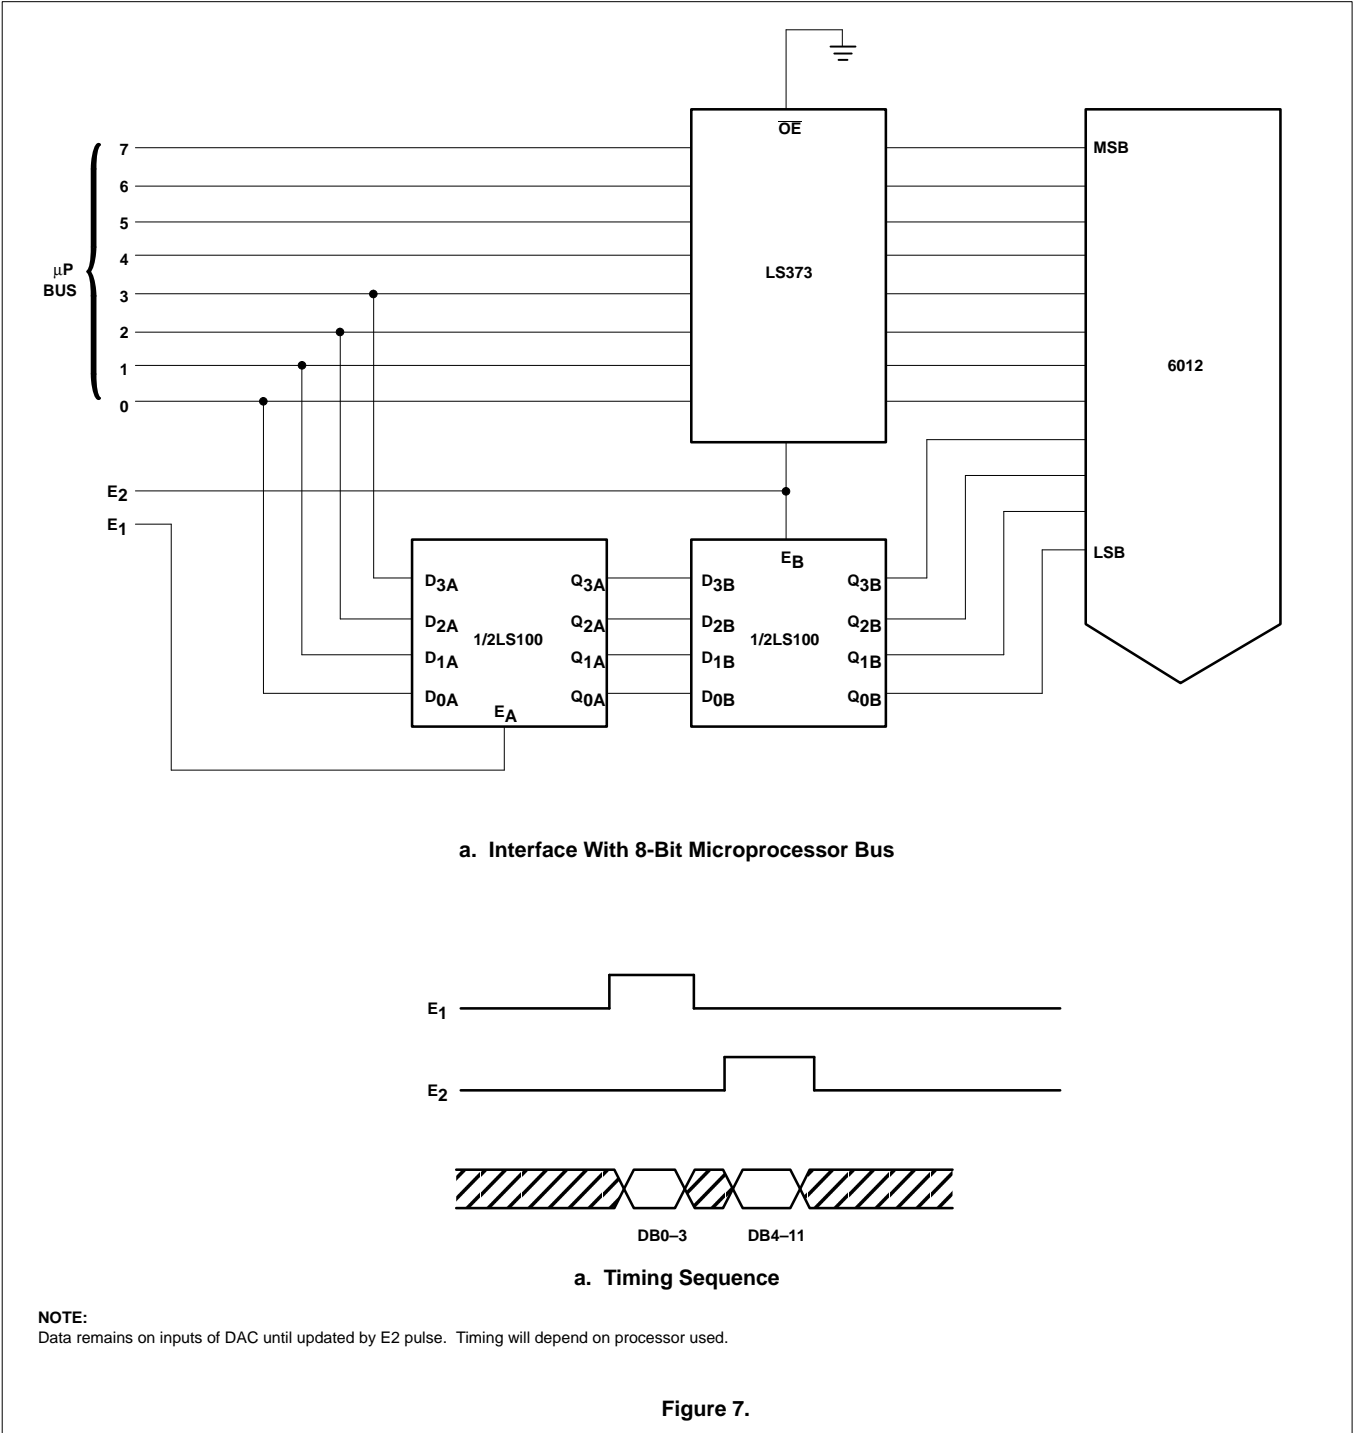 OE
7
MSB
6
5
4
μP
BUS
LS373
3
2
1
6012
0
E2
E1
EB
LSB
D3A
Q3A
D3B
Q3B
D2A
Q2A
D2B
Q2B
1/2LS100
1/2LS100
D1A
Q1A
D1B
Q1B
D0A
Q0A
D0B
Q0B
EA
a. Interface With 8-Bit Microprocessor Bus
E1
E2
DB0–3
DB4–11
a. Timing Sequence
NOTE:
Data remains on inputs of DAC until updated by E2 pulse. Timing will depend on processor used.
Figure 7.